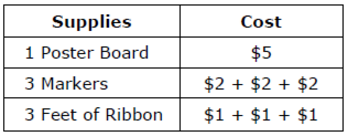 Supplies Cost
1 Poster Board $5
3 Markers $2 + $2 + $2
3 Feet of Ribbon $1 + $1 + $1